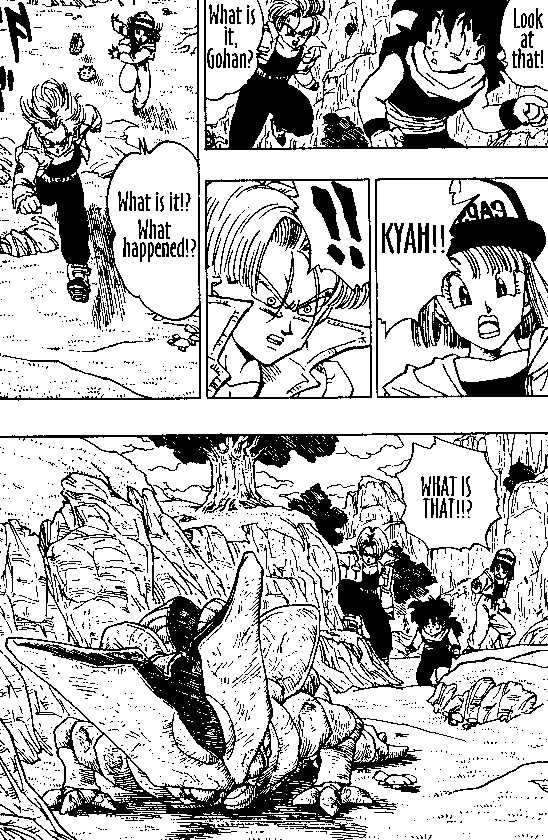 Look
at
that!
What is
it,
Gohan?
KYAH!!
!!
What is it!?
What
happened!?
WHAT IS
THAT!!?